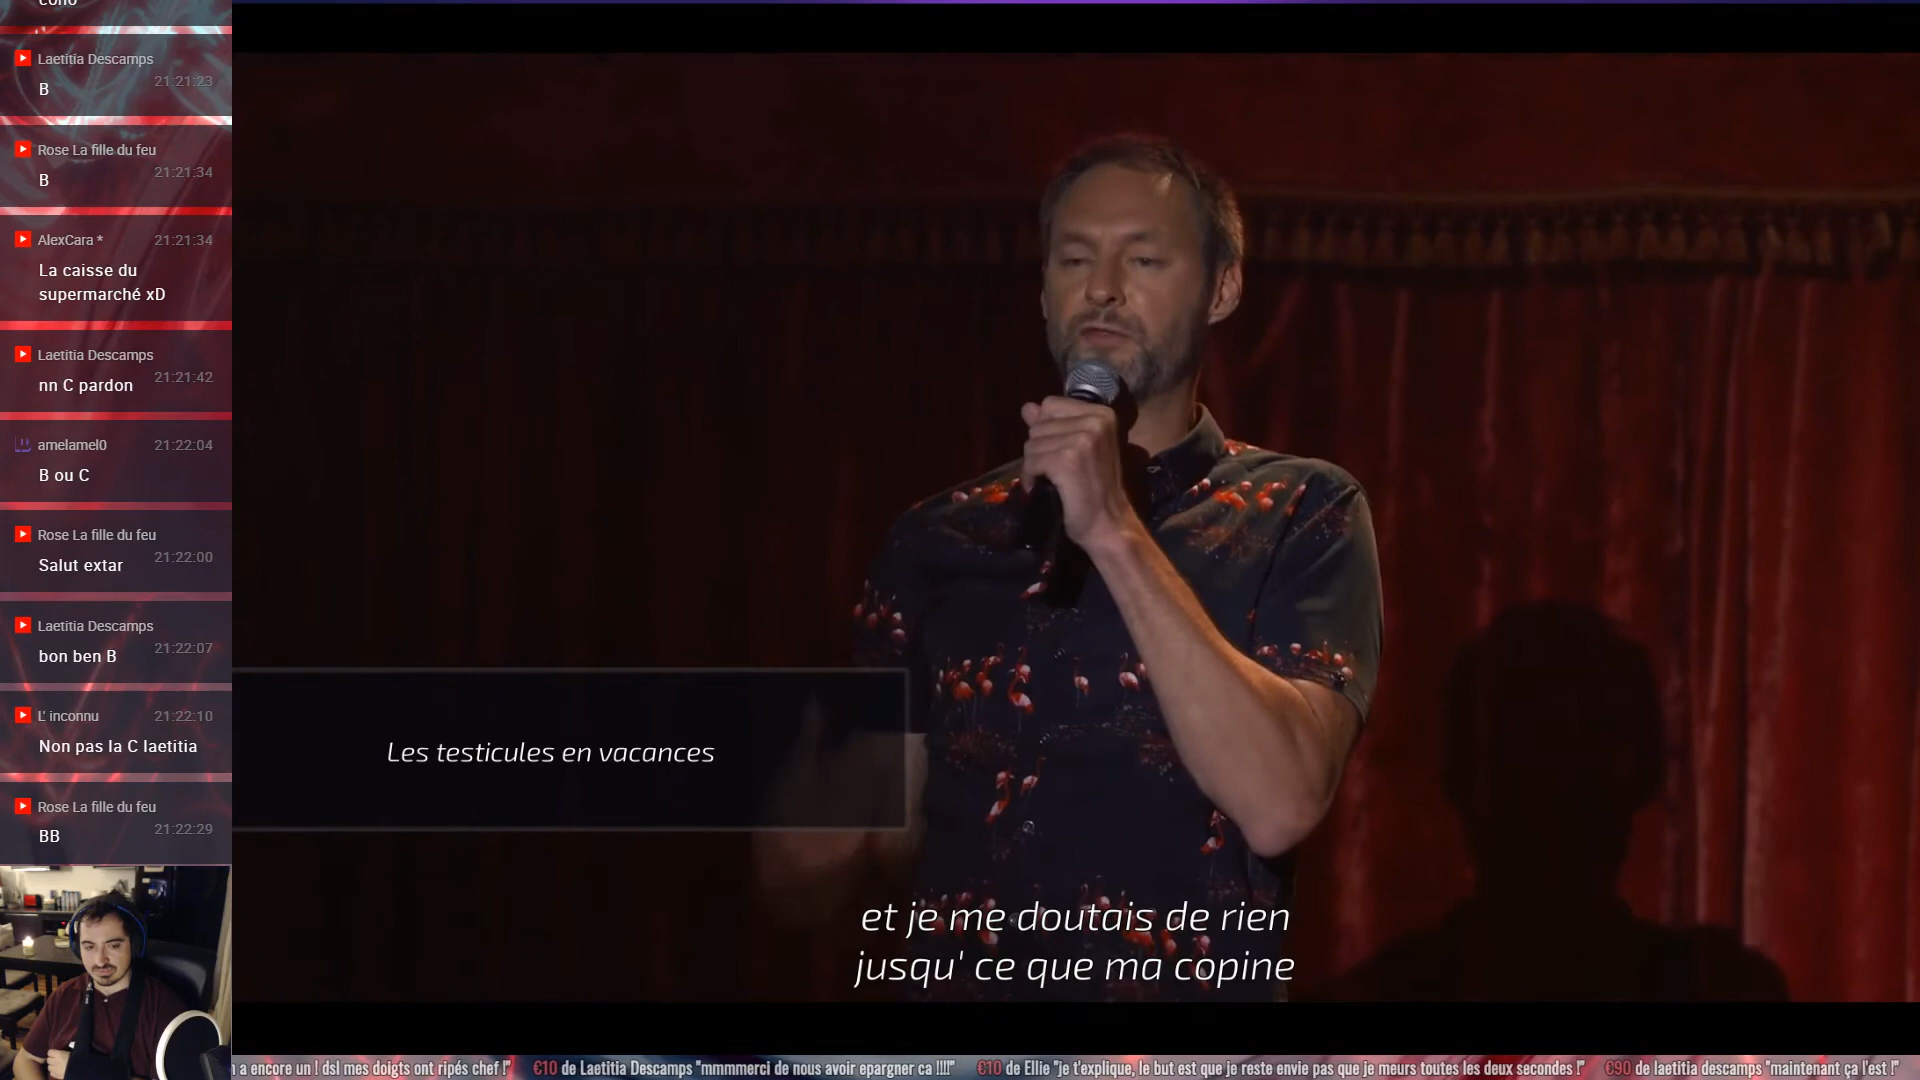 Laetitia Descamps
21:21:23
B
Rose La fille du feu
21:21:34
B
AlexCara *
21:21:34
La caisse du
supermarché xD
Laetitia Descamps
21:21:42
nn C pardon
amelamel0
21:22:04
B ou C
Rose La fille du feu
21:22:00
Salut extar
Laetitia Descamps
21:22:07
bon ben B
L' inconnu
21:22:10
Non pas la C laetitia
Rose La fille du feu
21:22:29
BB
Les testicules en vacances
et je me doutais de rien
jusqu' ce que ma copine
a encore un ! dsl mes doigts ont ripés chef !" €10 de Laetitia Descamps "mmmmerci de nous avoir epargner ca !!!!" €10 de Ellie "je t'explique, le but est que je reste envie pas que je meurs toutes les deux secondes !" €90 de laetitia descamps "maintenant ça l'est !"